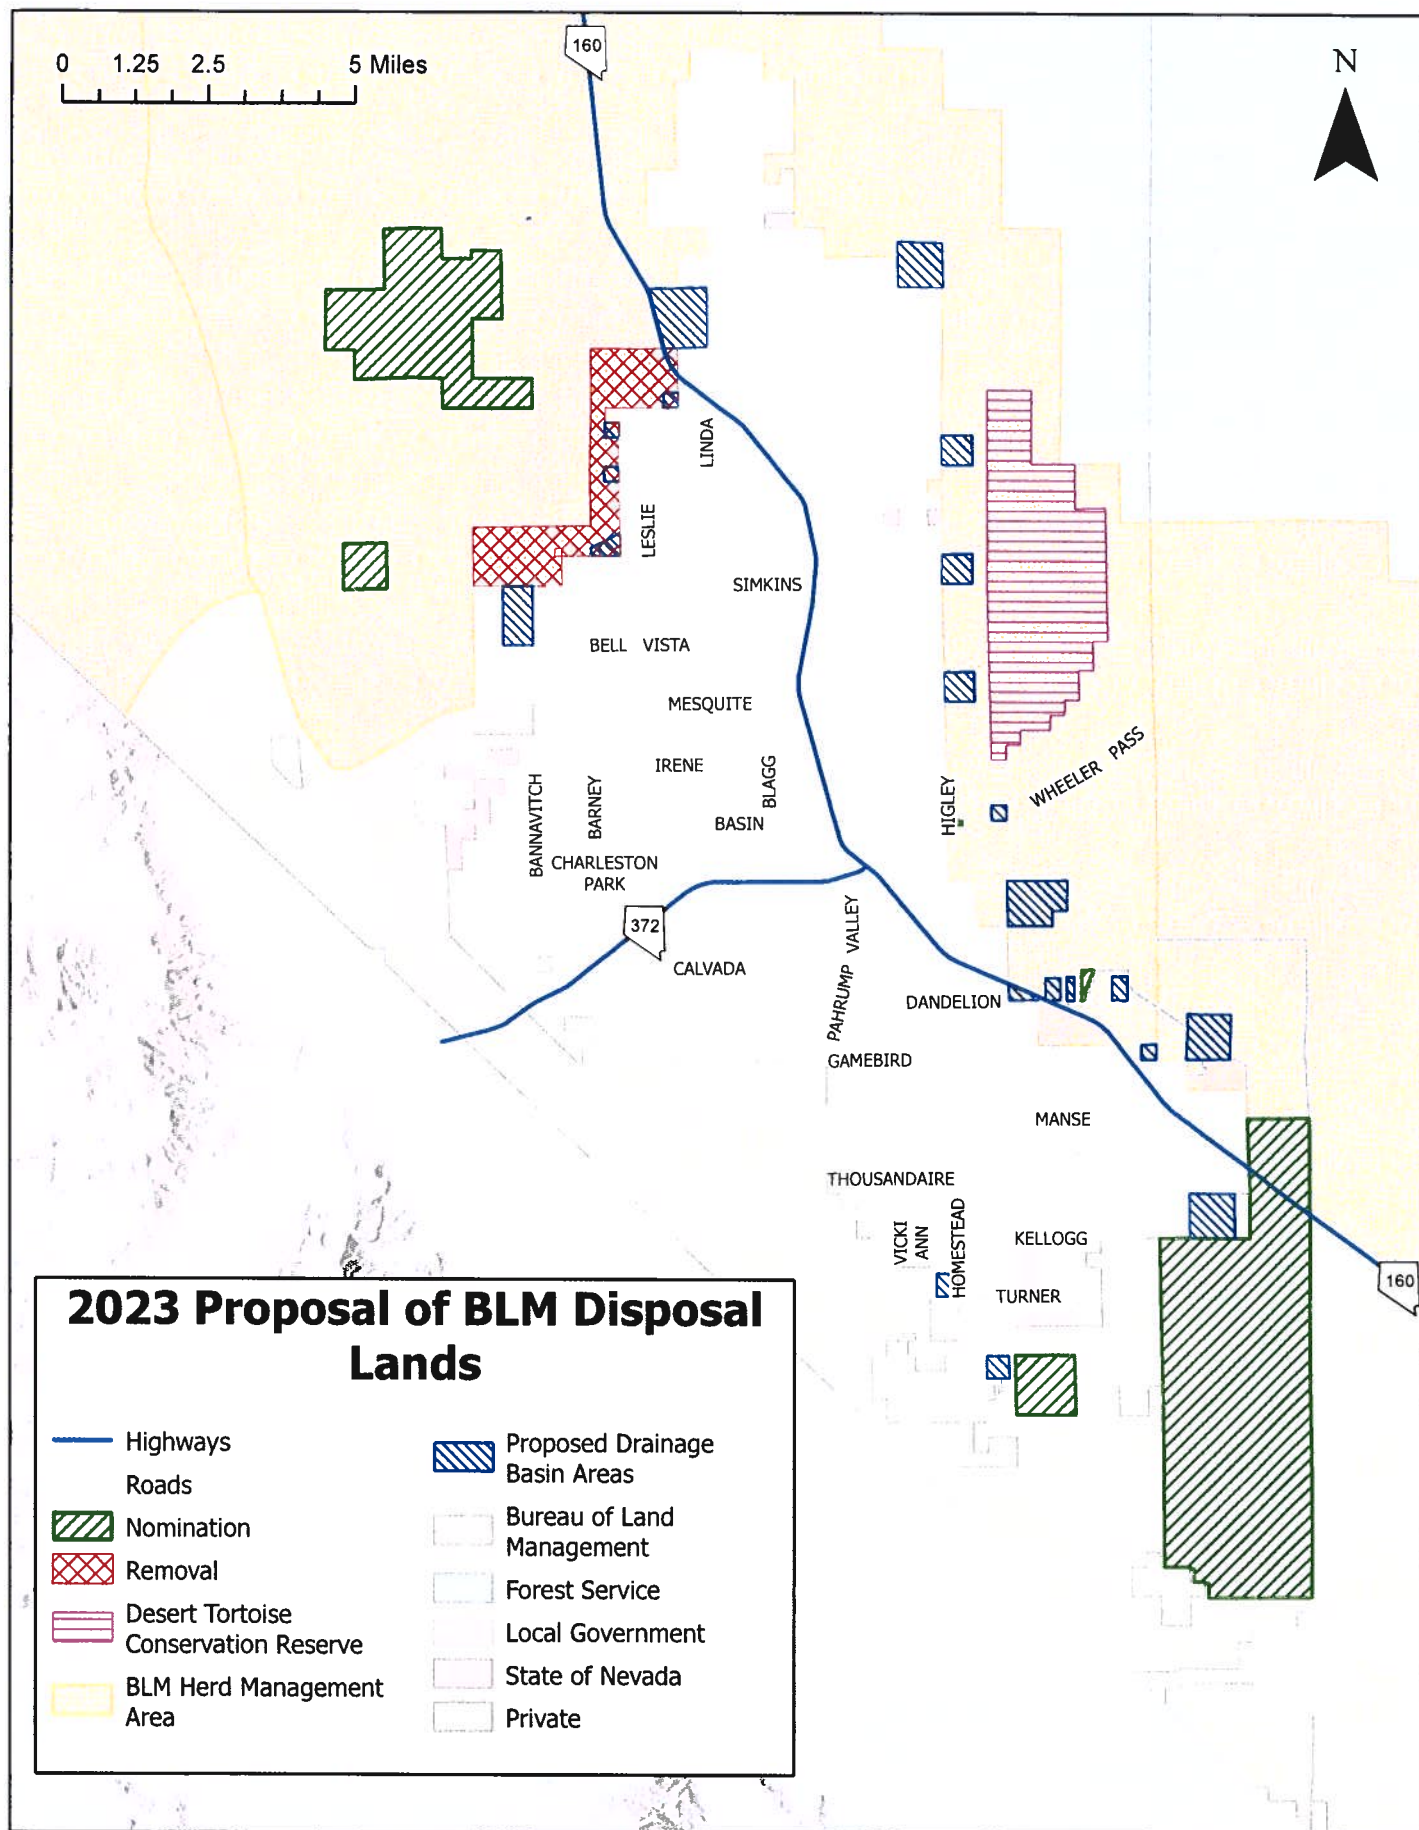 160
0 1.25 2.5 5 Miles
N
LINDA
LESLIE
SIMKINS
BELL VISTA
MESQUITE
WHEELER PASS
IRENE
BLAGG
BANNAVITCH
BARNEY
HIGLEY
BASIN
CHARLESTON
PARK
372
PAHRUMP VALLEY
CALVADA
DANDELION
GAMEBIRD
MANSE
THOUSANDAIRE
VICKI
ANN
HOMESTEAD
KELLOGG
160
TURNER
2023 Proposal of BLM Disposal
Lands
Highways
Roads
Nomination
Removal
Desert Tortoise
Conservation Reserve
BLM Herd Management
Area
Proposed Drainage
Basin Areas
Bureau of Land
Management
Forest Service
Local Government
State of Nevada
Private